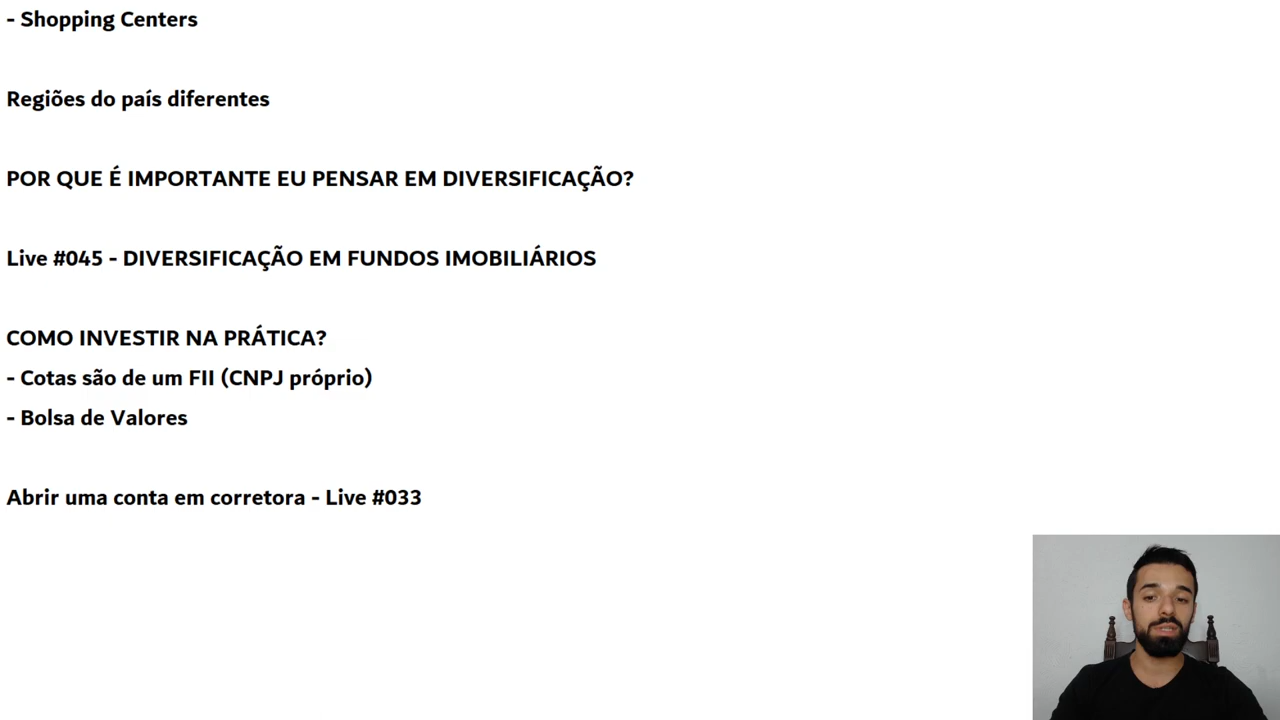 - Shopping Centers
Regiões do país diferentes
POR QUE É IMPORTANTE EU PENSAR EM DIVERSIFICAÇÃO?
Live #045 - DIVERSIFICAÇÃO EM FUNDOS IMOBILIÁRIOS
COMO INVESTIR NA PRÁTICA?
- Cotas são de um FII (CNPJ próprio)
- Bolsa de Valores
Abrir uma conta em corretora - Live #033